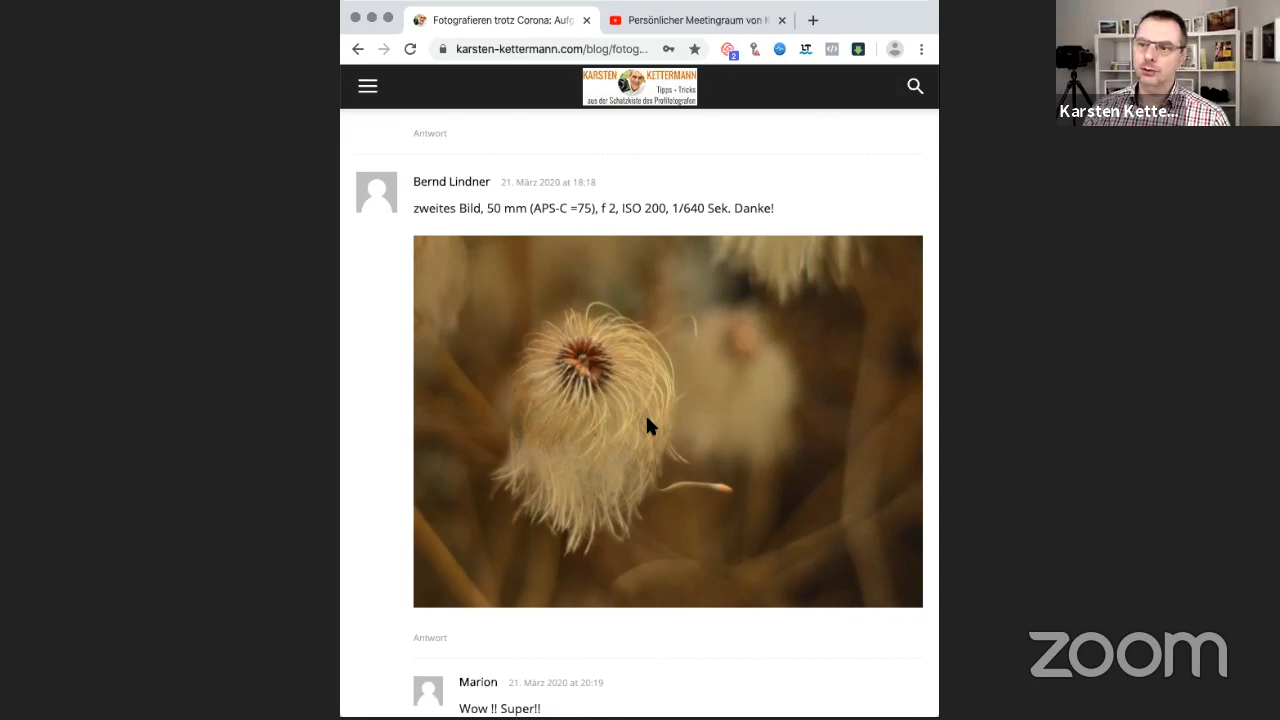 Fotografieren trotz Corona: Aufg
Persönlicher Meetingraum von K
karsten-kettermann.com/blog/fotog...
2
LT
KARSTEN KETTERMANN
Tipps + Tricks
aus der Schatzkiste des Profifotografen
Karsten Kette...
Antwort
Bernd Lindner 21. März 2020 at 18:18
zweites Bild, 50 mm (APS-C =75), f 2, ISO 200, 1/640 Sek. Danke!
Antwort
zoom
Marion 21. März 2020 at 20:19
Wow !! Super!!